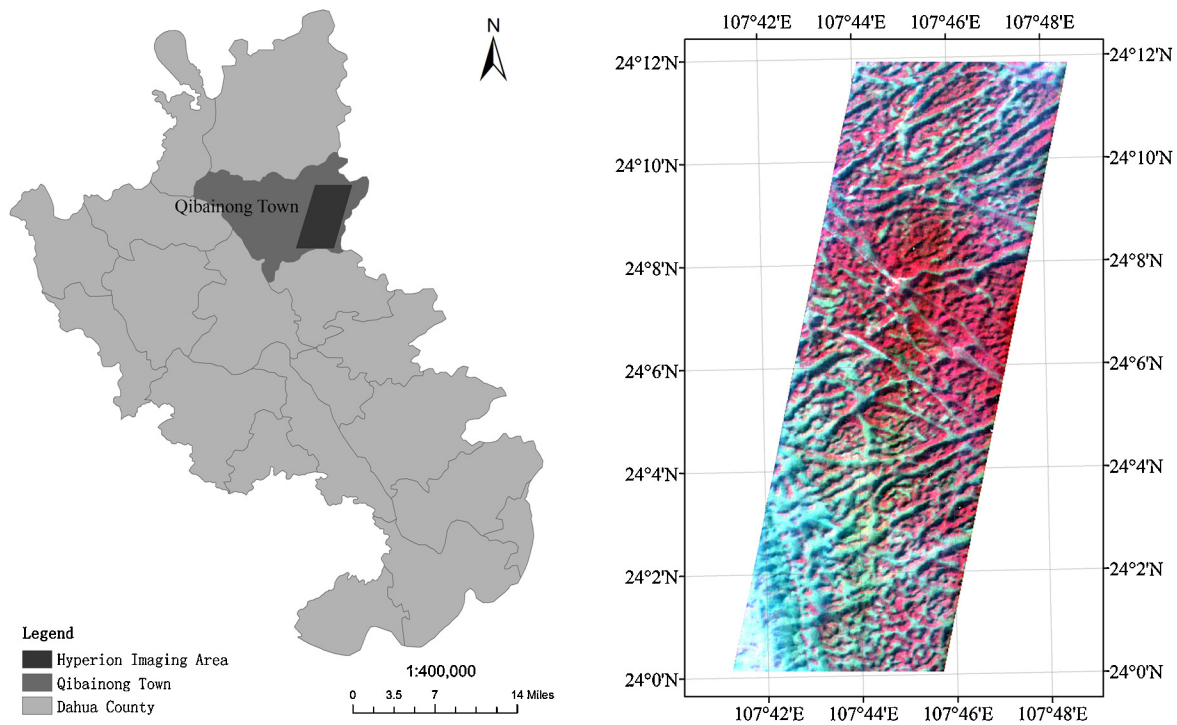 N
Qibainong Town
Legend
Hyperion Imaging Area
Qibainong Town
Dahua County
1:400,000
0 3.5 7 14 Miles
107°42'E 107°44'E 107°46'E 107°48'E
24°12'N 24°12'N
24°10'N 24°10'N
24°8'N 24°8'N
24°6'N 24°6'N
24°4'N 24°4'N
24°2'N 24°2'N
24°0'N 24°0'N
107°42'E 107°44'E 107°46'E 107°48'E